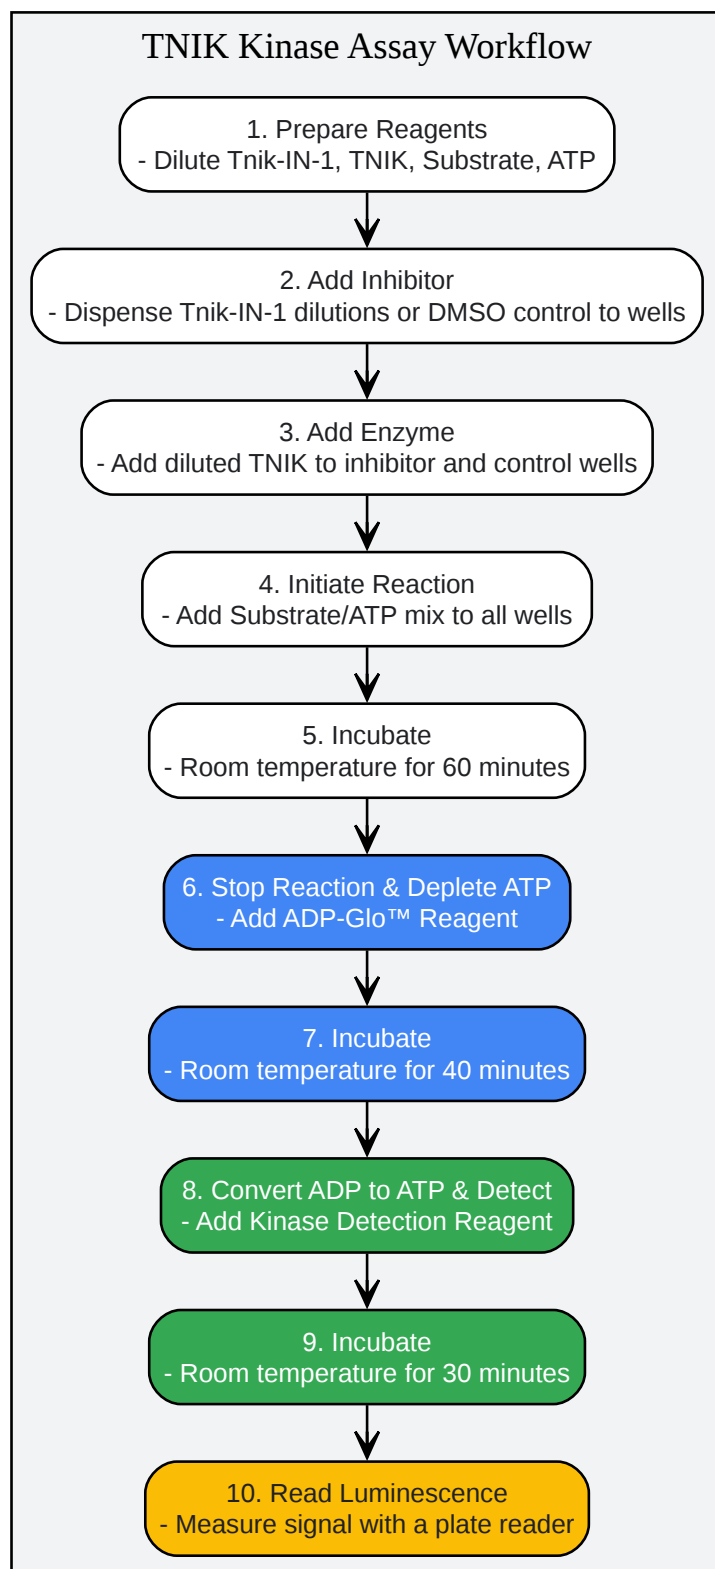 TNIK Kinase Assay Workflow
1. Prepare Reagents
- Dilute Tnik-IN-1, TNIK, Substrate, ATP
2. Add Inhibitor
- Dispense Tnik-IN-1 dilutions or DMSO control to wells
3. Add Enzyme
- Add diluted TNIK to inhibitor and control wells
4. Initiate Reaction
- Add Substrate/ATP mix to all wells
5. Incubate
- Room temperature for 60 minutes
6. Stop Reaction & Deplete ATP
- Add ADP-Glo™ Reagent
7. Incubate
- Room temperature for 40 minutes
8. Convert ADP to ATP & Detect
- Add Kinase Detection Reagent
9. Incubate
- Room temperature for 30 minutes
10. Read Luminescence
- Measure signal with a plate reader